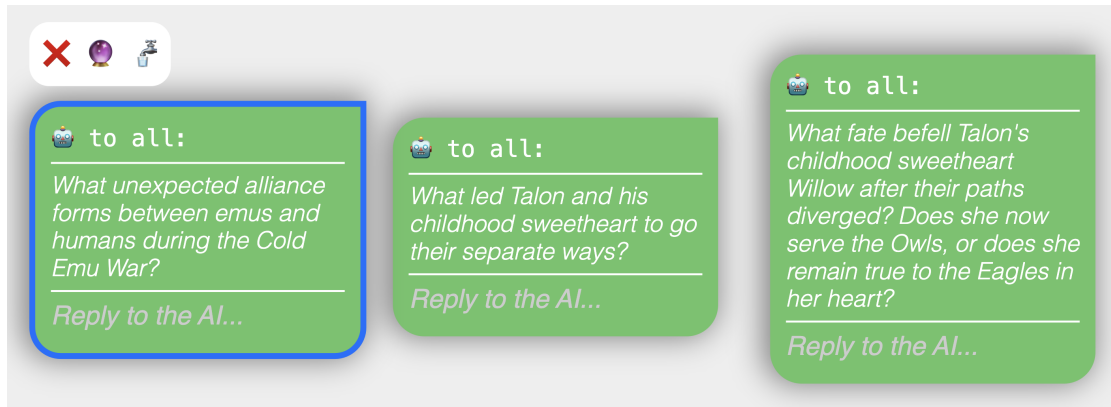 ❌ 🔮 🚰
🤖 to all:
What unexpected alliance
forms between emus and
humans during the Cold
Emu War?
Reply to the AI...
🤖 to all:
What led Talon and his
childhood sweetheart to go
their separate ways?
Reply to the AI...
🤖 to all:
What fate befell Talon's
childhood sweetheart
Willow after their paths
diverged? Does she now
serve the Owls, or does she
remain true to the Eagles in
her heart?
Reply to the AI...